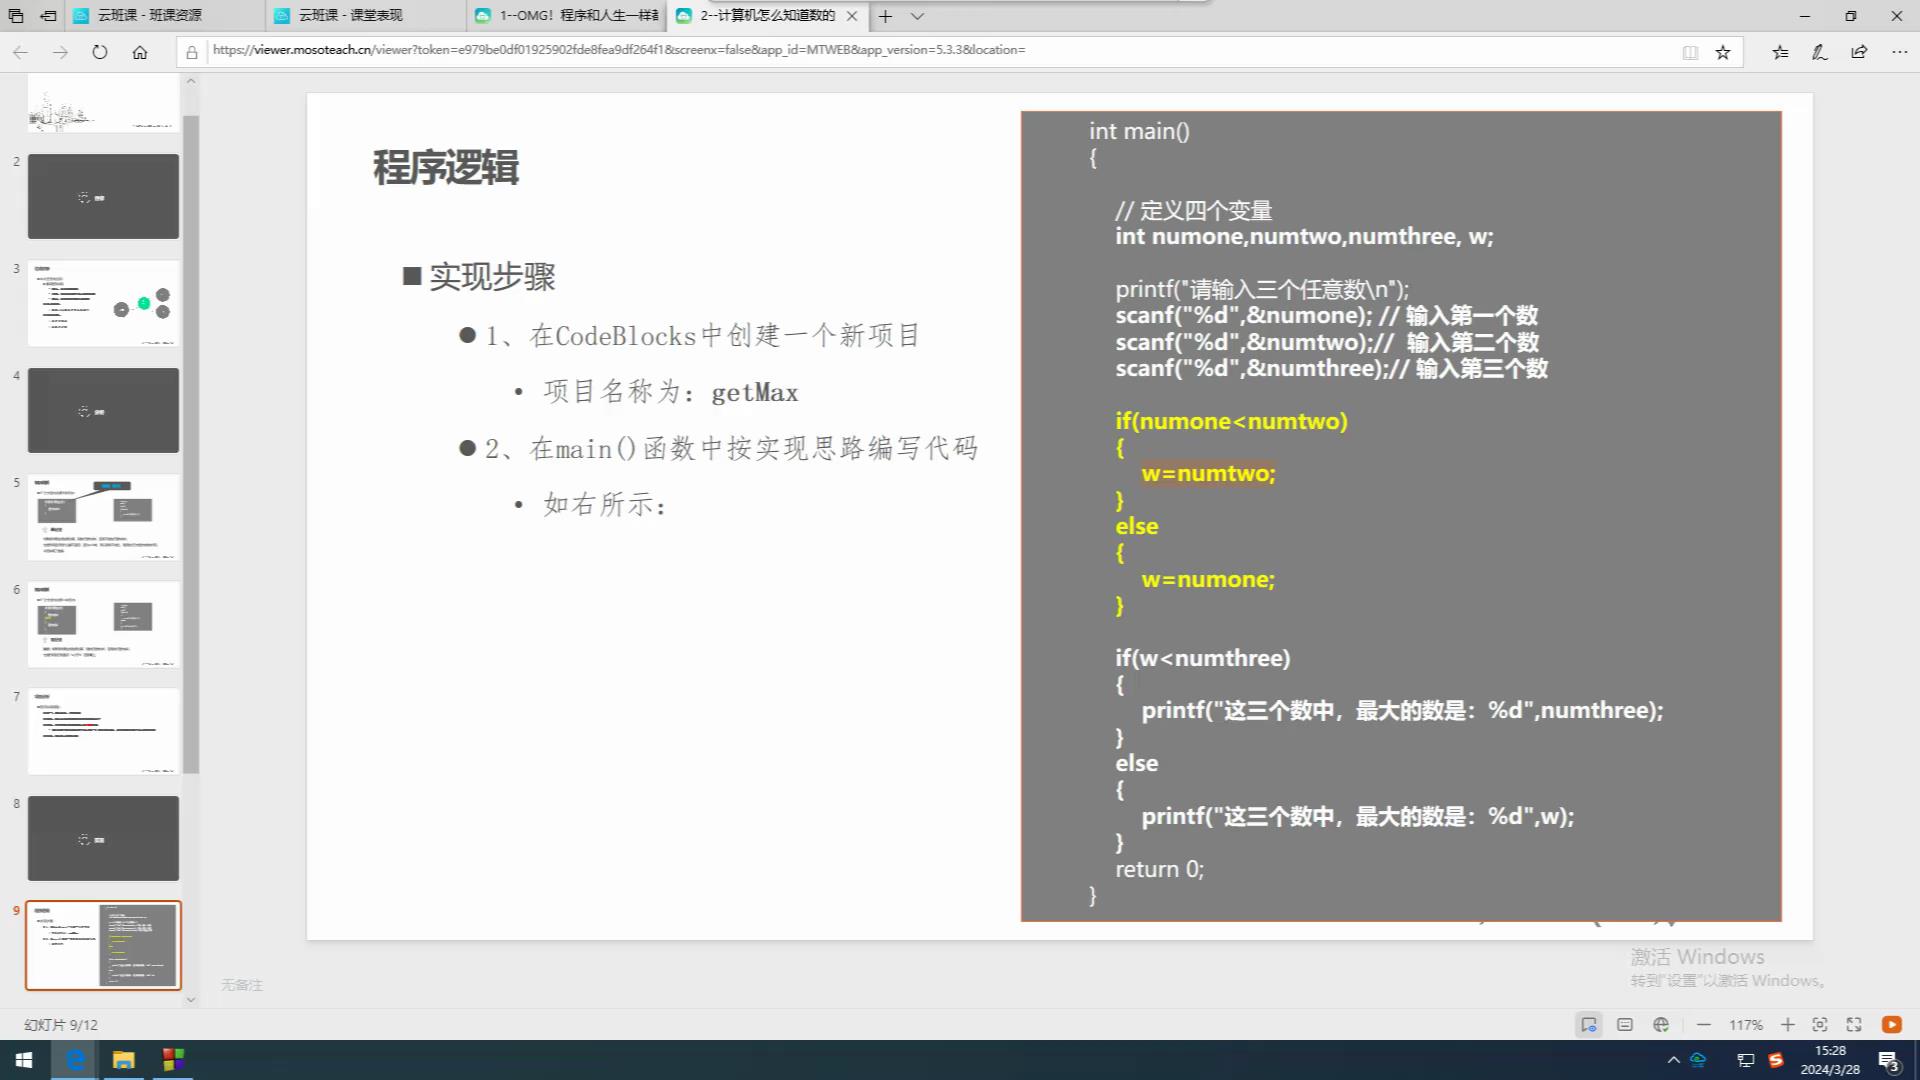 云班课 - 班课资源
云班课 - 课堂表现
1--OMG！程序和人生一样都
2--计算机怎么知道数的
https://viewer.mosoteach.cn/viewer?token=e979be0df01925902fde8fea9df264f1&screenx=false&app_id=MTWEB&app_version=5.3.3&location=
程序逻辑
■ 实现步骤
● 1、在CodeBlocks中创建一个新项目
• 项目名称为：getMax
● 2、在main()函数中按实现思路编写代码
• 如右所示：
int main()
{
// 定义四个变量
int numone,numtwo,numthree, w;
printf("请输入三个任意数\n");
scanf("%d",&numone); // 输入第一个数
scanf("%d",&numtwo);// 输入第二个数
scanf("%d",&numthree);// 输入第三个数
if(numone<numtwo)
{
w=numtwo;
}
else
{
w=numone;
}
if(w<numthree)
{
printf("这三个数中，最大的数是：%d",numthree);
}
else
{
printf("这三个数中，最大的数是：%d",w);
}
return 0;
}
2
3
4
5
6
7
8
9
无备注
激活 Windows
转到"设置"以激活 Windows。
幻灯片 9/12
117%
15:28
2024/3/28
3